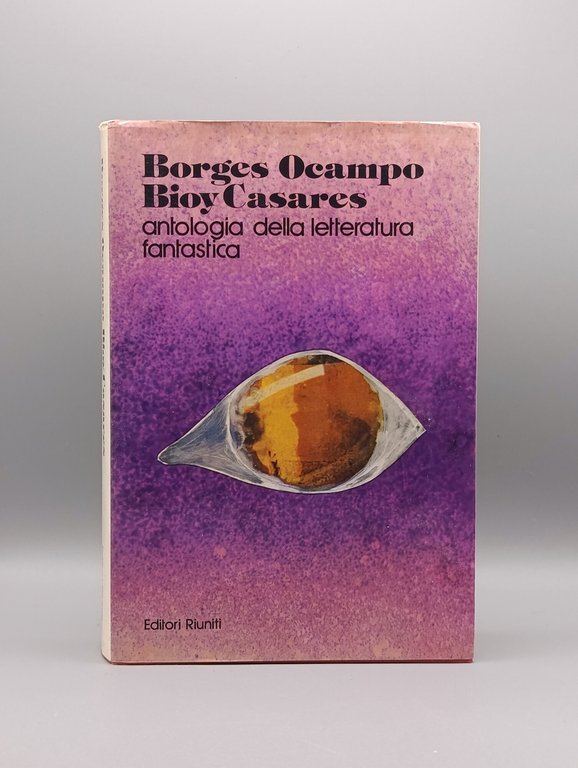 Borges Ocampo
Bioy Casares
antologia della letteratura
fantastica
Editori Riuniti